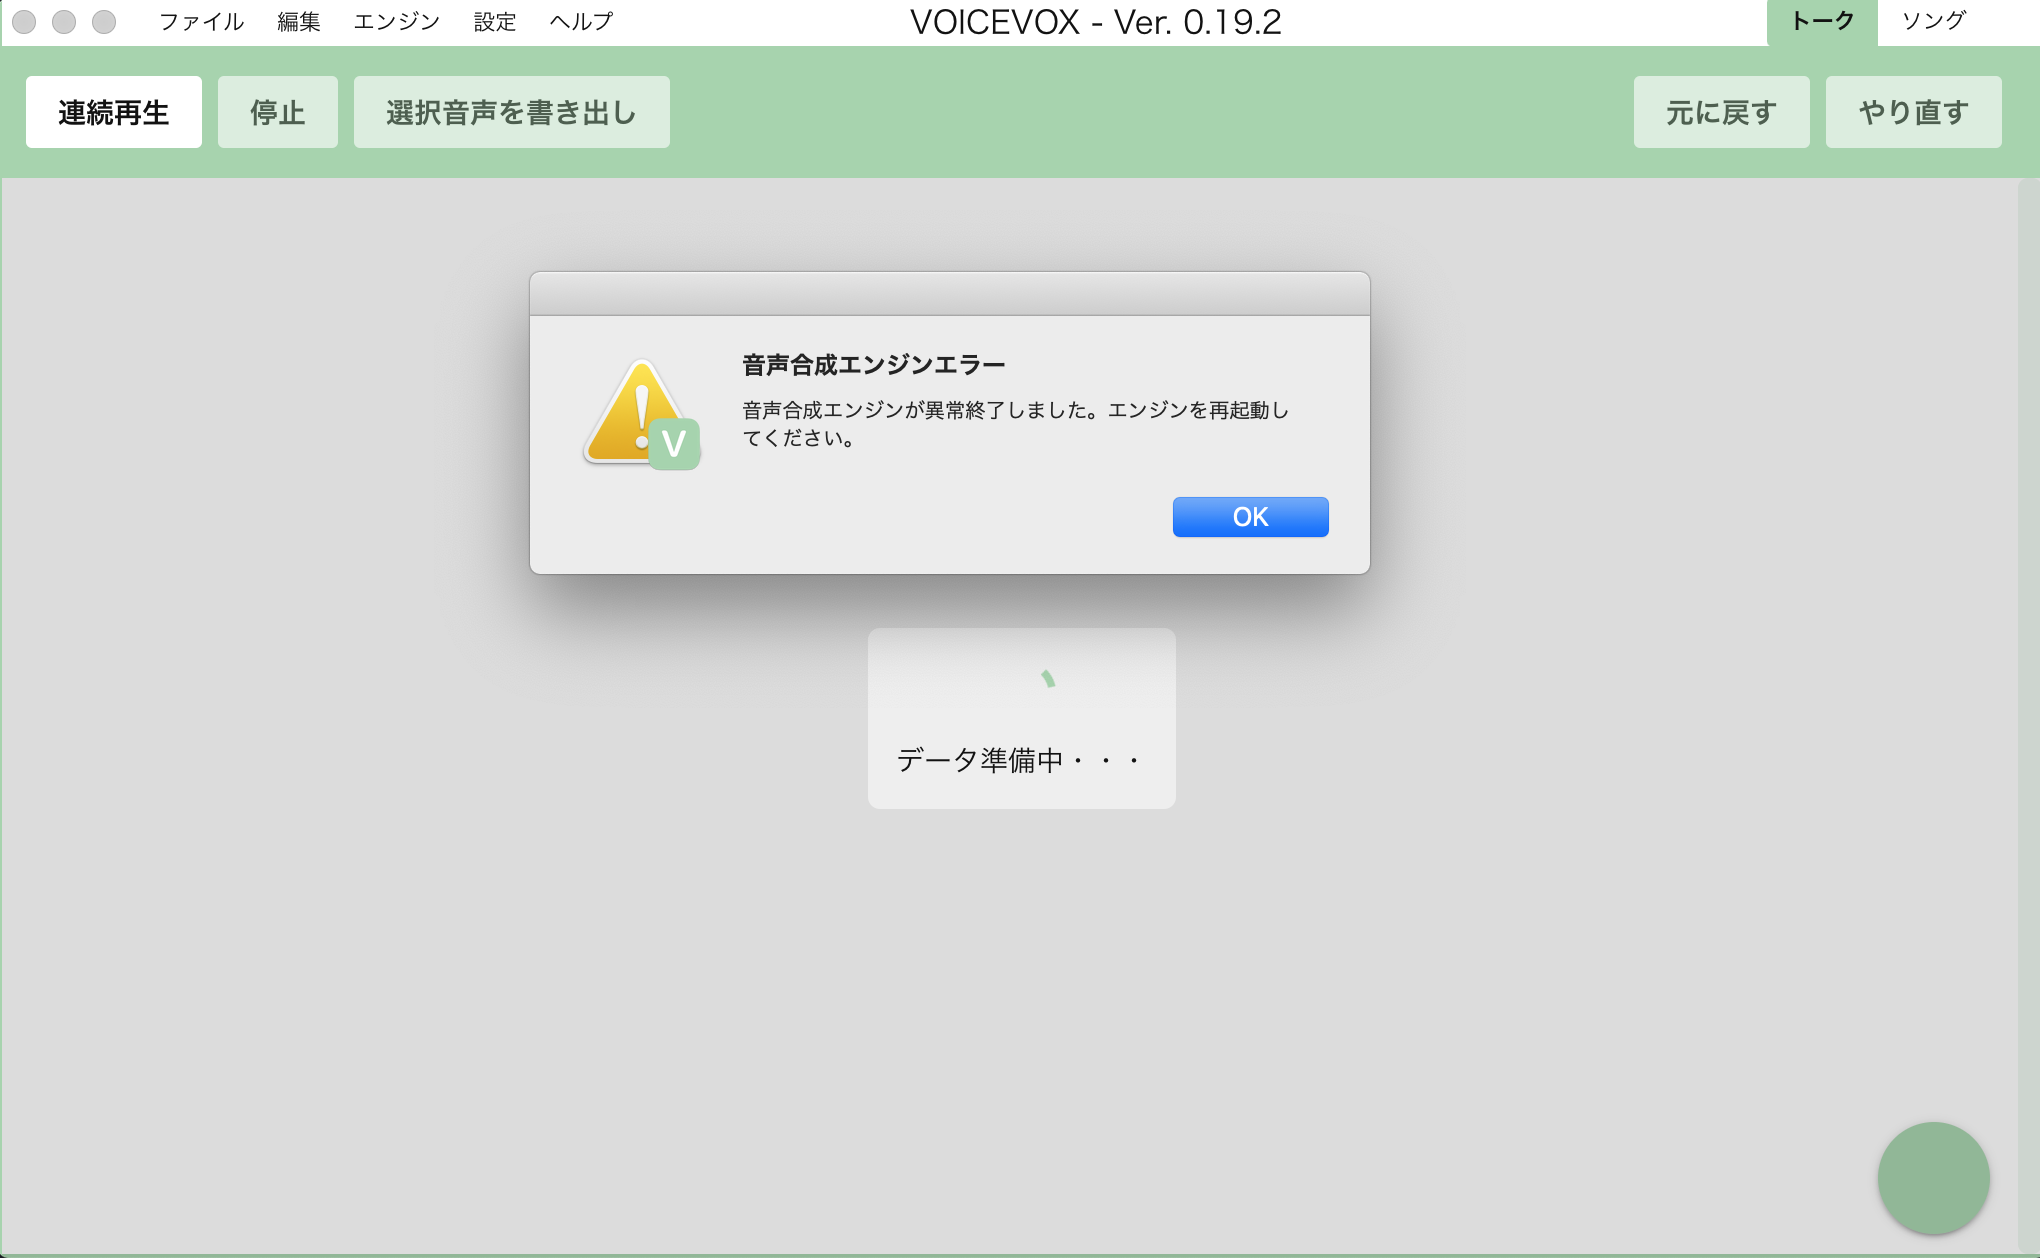 ファイル 編集 エンジン 設定 ヘルプ VOICEVOX - Ver. 0.19.2 トーク ソング
連続再生 停止 選択音声を書き出し 元に戻す やり直す
音声合成エンジンエラー
音声合成エンジンが異常終了しました。エンジンを再起動し
てください。
V
OK
データ準備中・・・